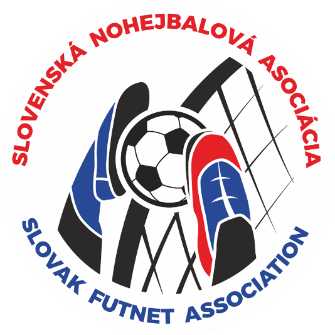 SLOVENSKÁ NOHEJBALOVÁ ASOCIÁCIA
SLOVAK FUTNET ASSOCIATION